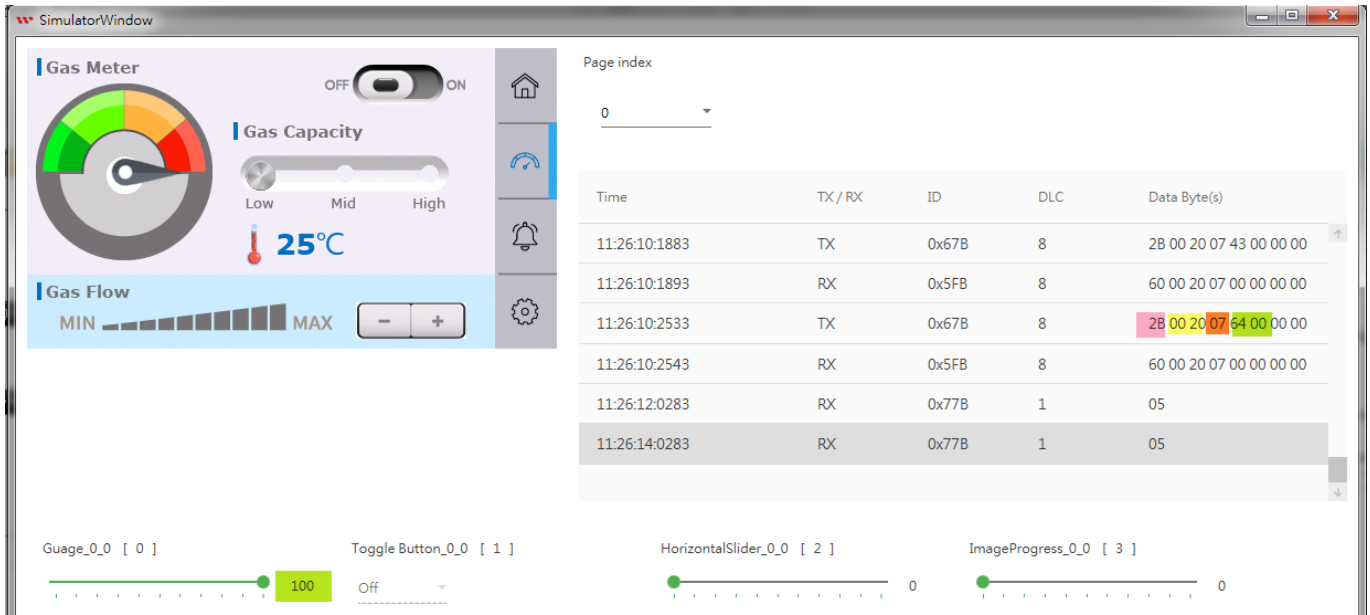 SimulatorWindow
Gas Meter
OFF ON
Gas Capacity
Low Mid High
25°C
Gas Flow
MIN MAX - +
Page index
0
Time TX / RX ID DLC Data Byte(s)
11:26:10:1883 TX 0x67B 8 2B 00 20 07 43 00 00 00
11:26:10:1893 RX 0x5FB 8 60 00 20 07 00 00 00 00
11:26:10:2533 TX 0x67B 8 2B 00 20 07 64 00 00 00
11:26:10:2543 RX 0x5FB 8 60 00 20 07 00 00 00 00
11:26:12:0283 RX 0x77B 1 05
11:26:14:0283 RX 0x77B 1 05
Guage_0_0 [ 0 ] Toggle Button_0_0 [ 1 ] HorizontalSlider_0_0 [ 2 ] ImageProgress_0_0 [ 3 ]
100 Off 0 0